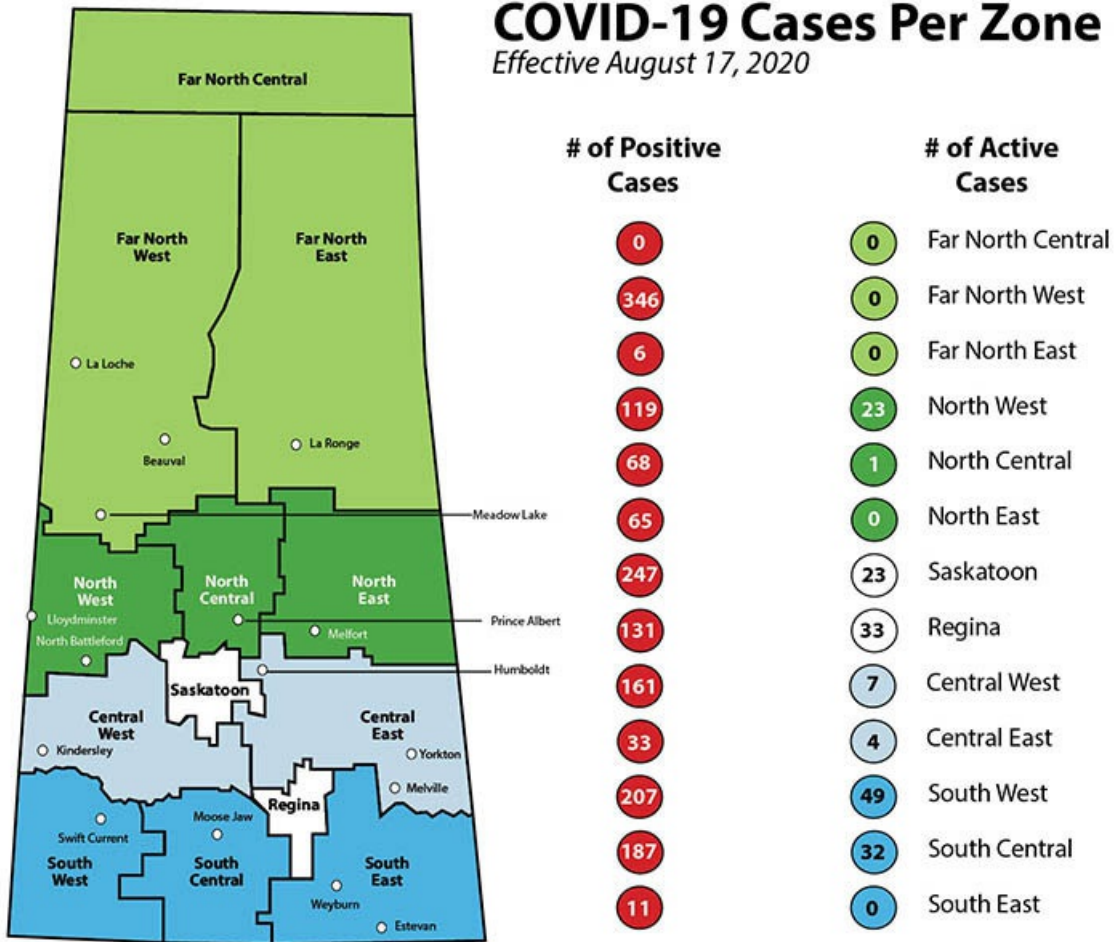 COVID-19 Cases Per Zone
Effective August 17, 2020
# of Positive
Cases
# of Active
Cases
0 0 Far North Central
346 0 Far North West
6 0 Far North East
119 23 North West
68 1 North Central
65 0 North East
247 23 Saskatoon
131 33 Regina
161 7 Central West
33 4 Central East
207 49 South West
187 32 South Central
11 0 South East
Far North Central
Far North
West
Far North
East
La Loche
Beauval
La Ronge
Meadow Lake
North
West
North
Central
North
East
Lloydminster
Prince Albert
North Battleford
Melfort
Humboldt
Saskatoon
Central
West
Central
East
Kindersley
Yorkton
Melville
Regina
Moose Jaw
Swift Current
South
West
South
Central
South
East
Weyburn
Estevan